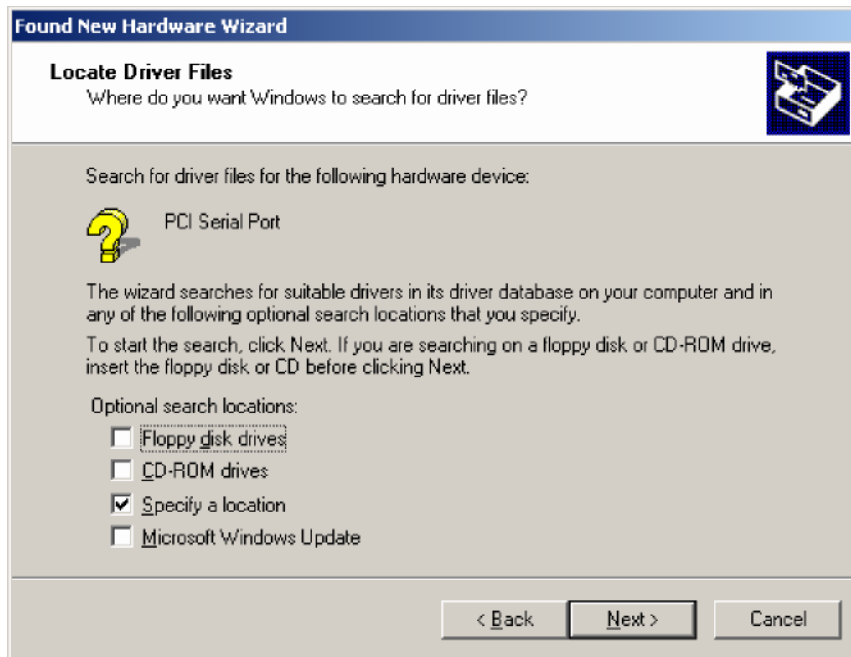 Found New Hardware Wizard
Locate Driver Files
Where do you want Windows to search for driver files?
Search for driver files for the following hardware device:
PCI Serial Port
The wizard searches for suitable drivers in its driver database on your computer and in
any of the following optional search locations that you specify.
To start the search, click Next. If you are searching on a floppy disk or CD-ROM drive,
insert the floppy disk or CD before clicking Next.
Optional search locations:
Floppy disk drives
CD-ROM drives
Specify a location
Microsoft Windows Update
< Back Next > Cancel